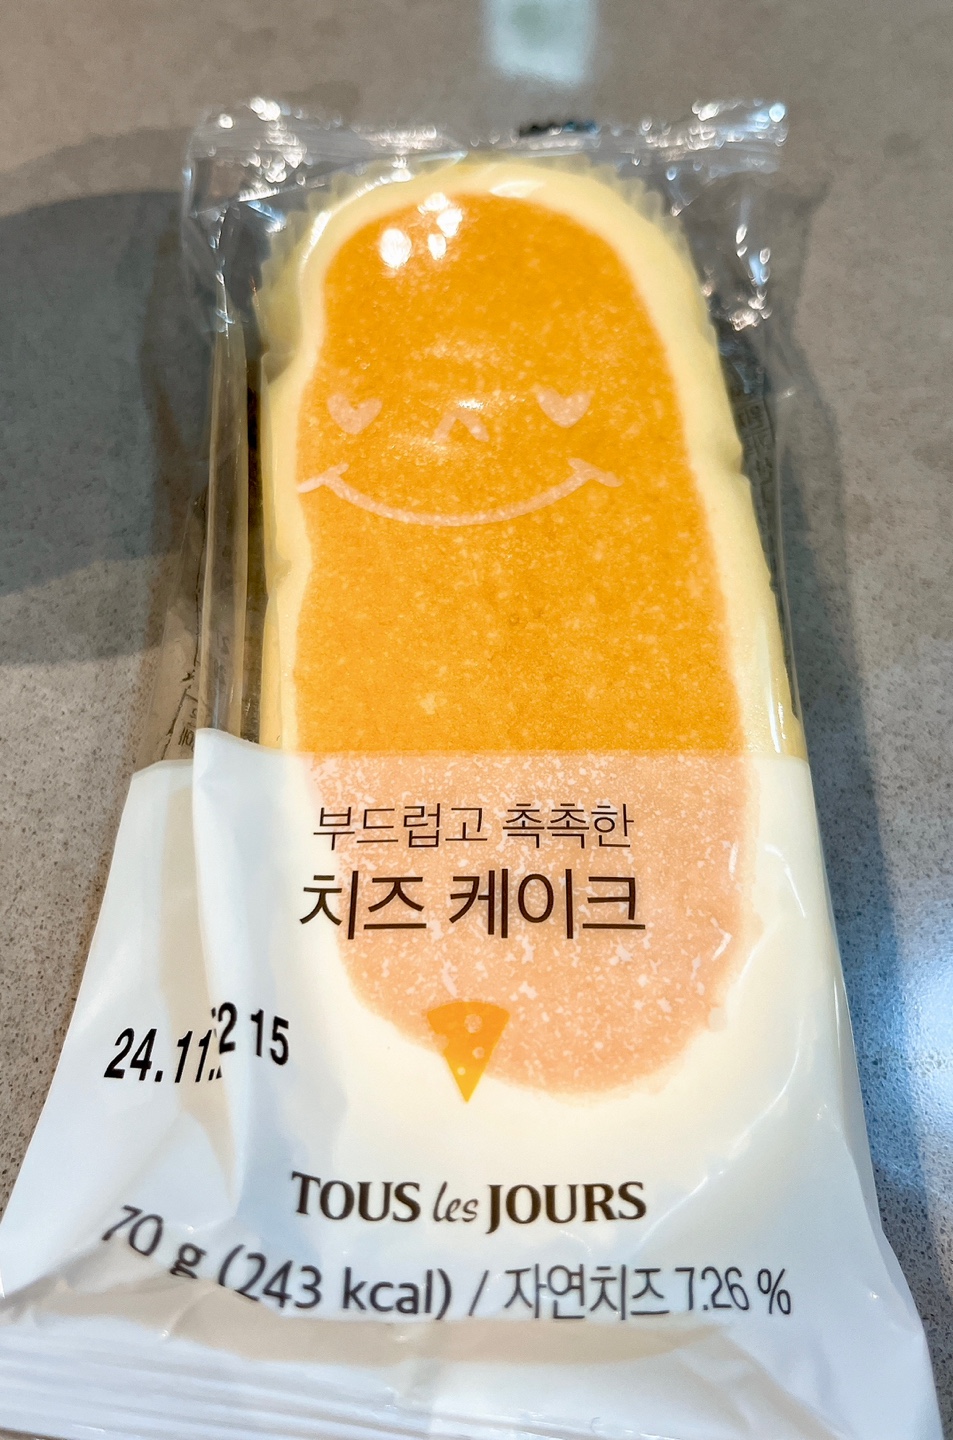 부드럽고 촉촉한
치즈 케이크
15
TOUS les JOURS
70 g (243 kcal) / 자연치즈 7.26 %